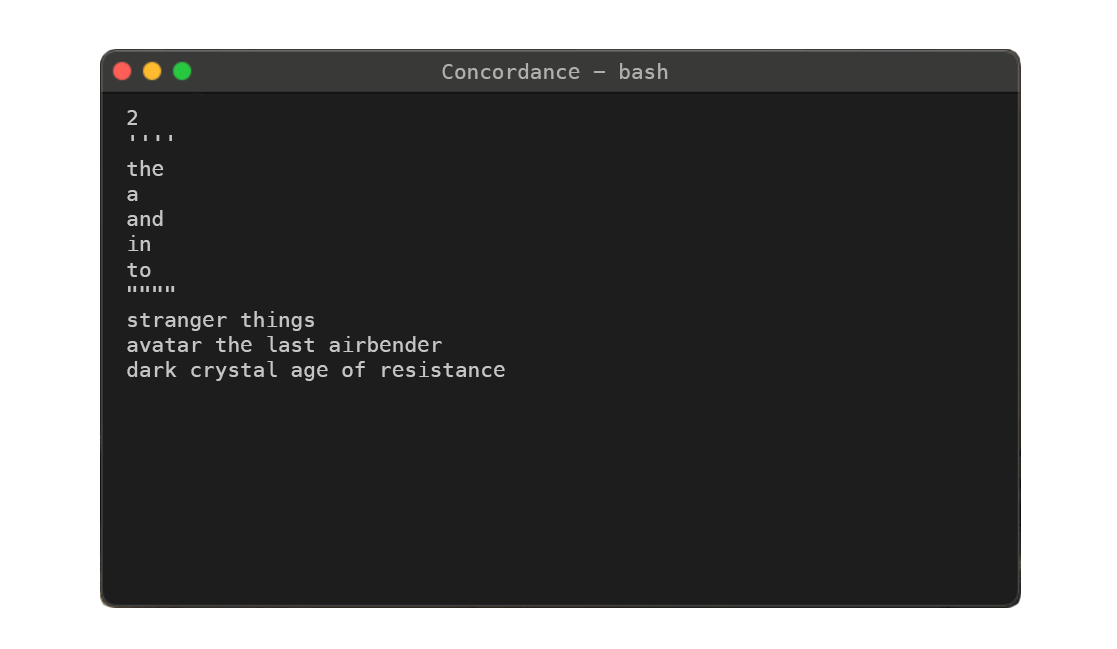 Concordance — bash
2
''''
the
a
and
in
to
""""
stranger things
avatar the last airbender
dark crystal age of resistance